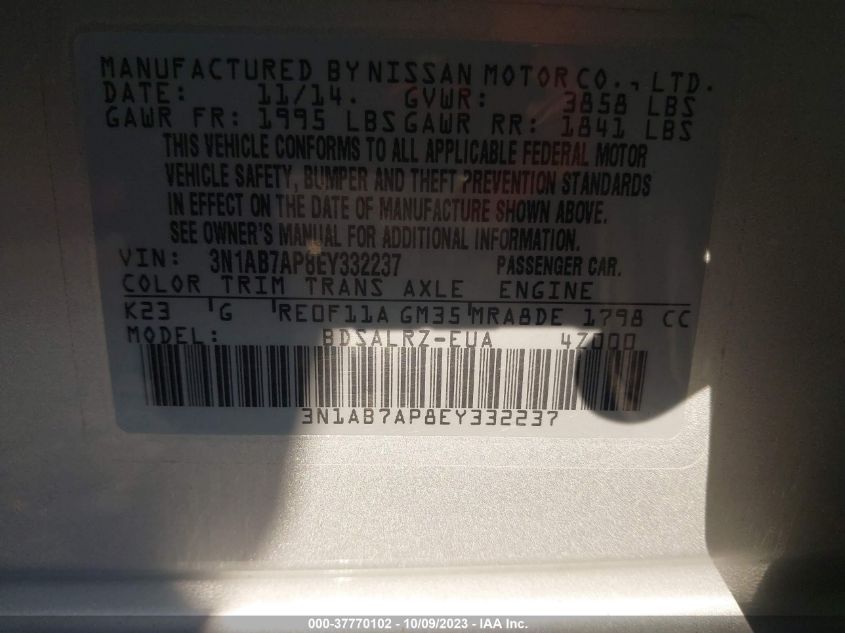 MANUFACTURED BY NISSAN MOTOR CO., LTD.
DATE: 11/14. GVWR: 3858 LBS
GAWR FR: 1995 LBS GAWR RR: 1841 LBS
THIS VEHICLE CONFORMS TO ALL APPLICABLE FEDERAL MOTOR
VEHICLE SAFETY, BUMPER AND THEFT PREVENTION STANDARDS
IN EFFECT ON THE DATE OF MANUFACTURE SHOWN ABOVE.
SEE OWNER'S MANUAL FOR ADDITIONAL INFORMATION.
VIN: 3N1AB7AP8EY332237 PASSENGER CAR.
COLOR TRIM TRANS AXLE ENGINE
K23 G RE0F11A GM35 MRA8DE 1798 CC
MODEL: BDSALRZ-EUA 4Z000
3N1AB7AP8EY332237
000-37770102 - 10/09/2023 - IAA Inc.